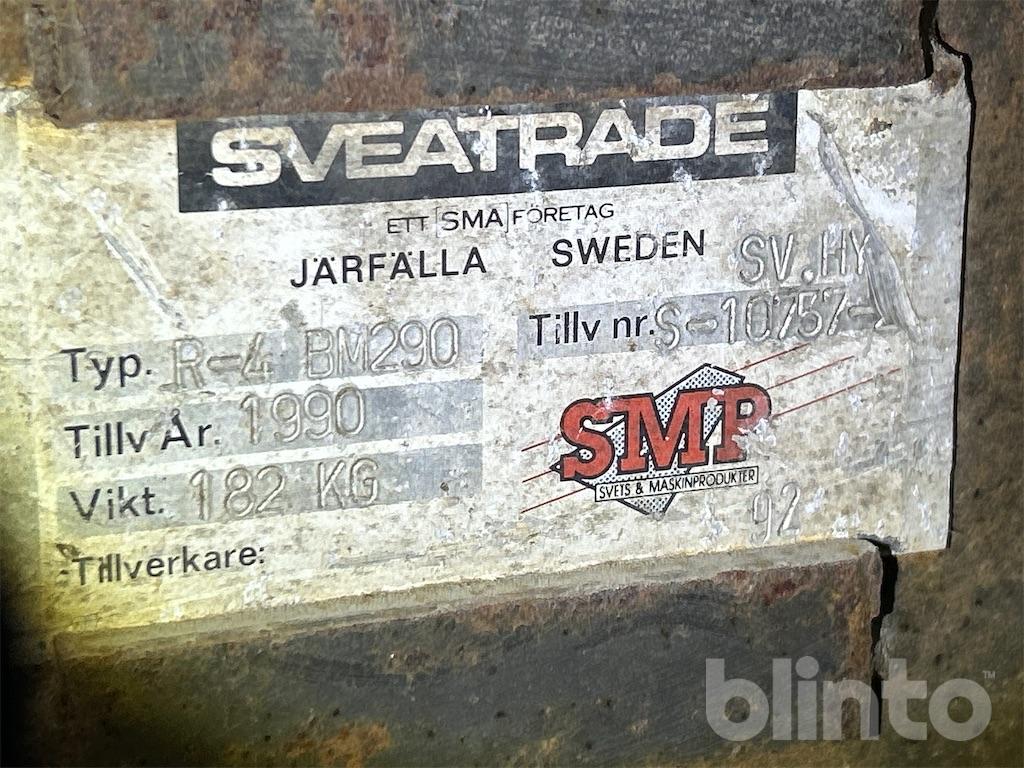 SVEATRADE
ETT [SMA] FÖRETAG
JÄRFÄLLA SWEDEN SV.HY
Typ. R-4 BM290
Tillv nr. S-10757-
Tillv År. 1990
Vikt. 182 KG
SMP
SVETS & MASKINPRODUKTER
92
Tillverkare:
blinto™